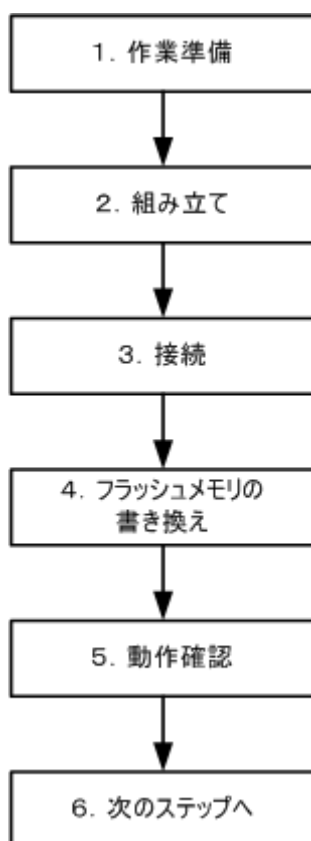 1. 作業準備
2. 組み立て
3. 接続
4. フラッシュメモリの
書き換え
5. 動作確認
6. 次のステップへ